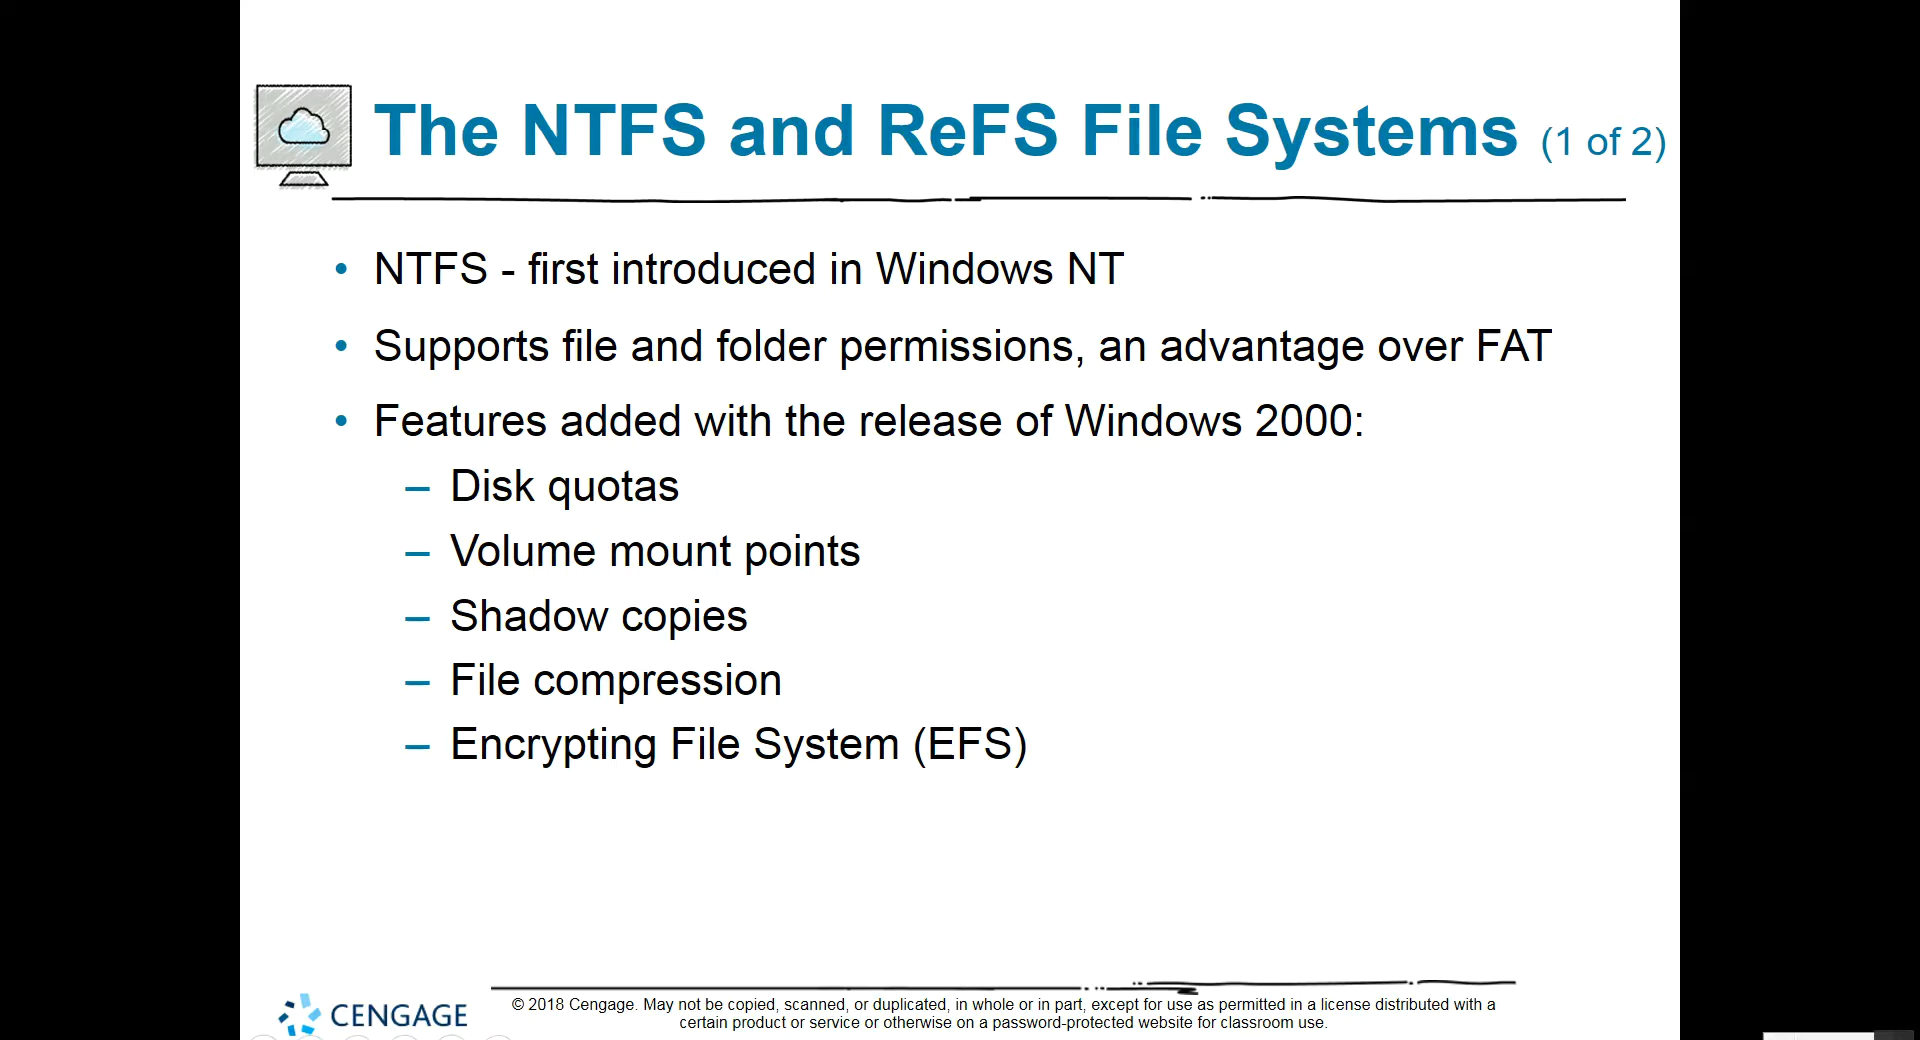 The NTFS and ReFS File Systems (1 of 2)
• NTFS - first introduced in Windows NT
• Supports file and folder permissions, an advantage over FAT
• Features added with the release of Windows 2000:
– Disk quotas
– Volume mount points
– Shadow copies
– File compression
– Encrypting File System (EFS)
CENGAGE
© 2018 Cengage. May not be copied, scanned, or duplicated, in whole or in part, except for use as permitted in a license distributed with a
certain product or service or otherwise on a password-protected website for classroom use.